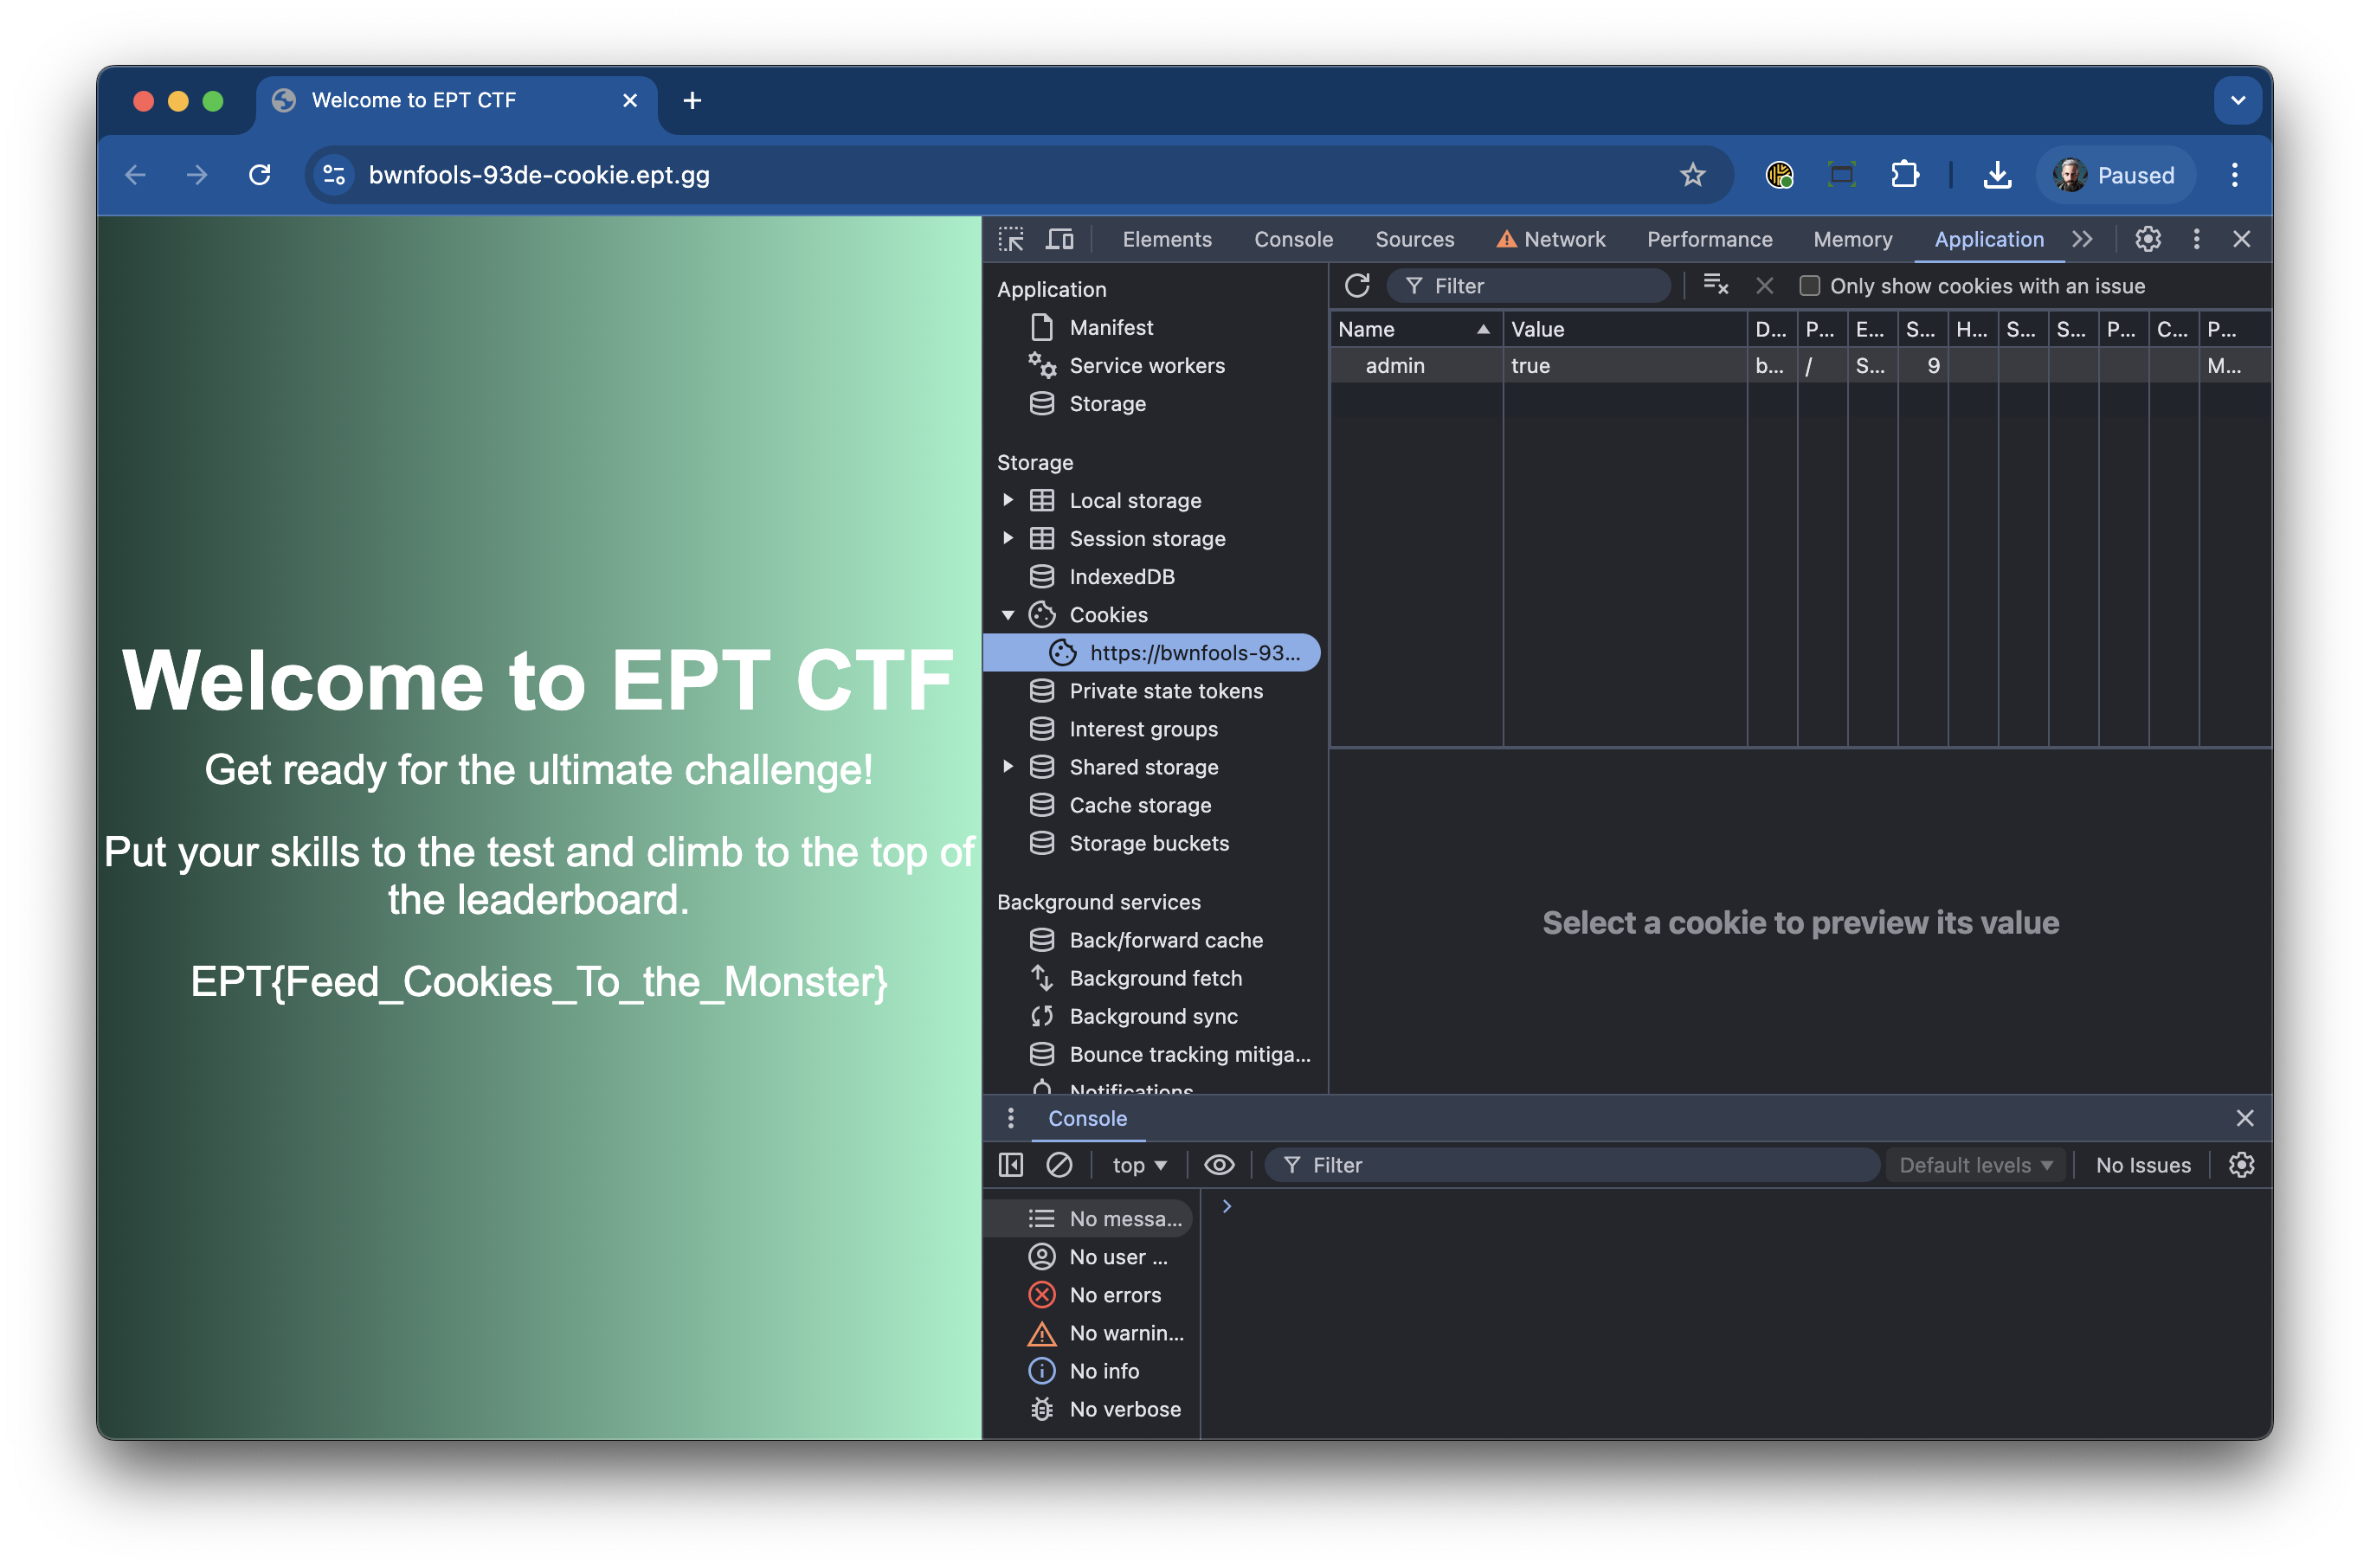 Welcome to EPT CTF
bwnfools-93de-cookie.ept.gg
Paused
Welcome to EPT CTF
Get ready for the ultimate challenge!
Put your skills to the test and climb to the top of
the leaderboard.
EPT{Feed_Cookies_To_the_Monster}
Elements Console Sources Network Performance Memory Application
Application
Manifest
Service workers
Storage
Storage
Local storage
Session storage
IndexedDB
Cookies
https://bwnfools-93...
Private state tokens
Interest groups
Shared storage
Cache storage
Storage buckets
Background services
Back/forward cache
Background fetch
Background sync
Bounce tracking mitiga...
Notifications
Filter Only show cookies with an issue
Name Value D... P... E... S... H... S... S... P... C... P...
admin true b... / S... 9 M...
Select a cookie to preview its value
Console
top Filter Default levels No Issues
No messa...
No user ...
No errors
No warnin...
No info
No verbose